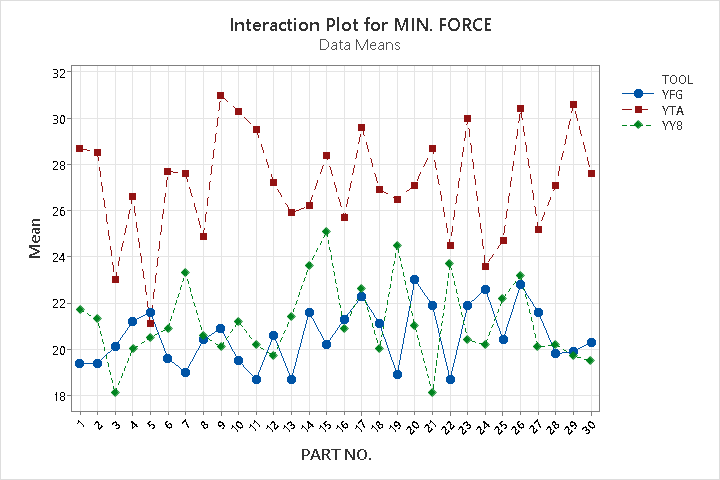 Interaction Plot for MIN. FORCE
Data Means
32
30
28
26
24
22
20
18
Mean
1 2 3 4 5 6 7 8 9 10 11 12 13 14 15 16 17 18 19 20 21 22 23 24 25 26 27 28 29 30
PART NO.
TOOL
YFG
YTA
YY8